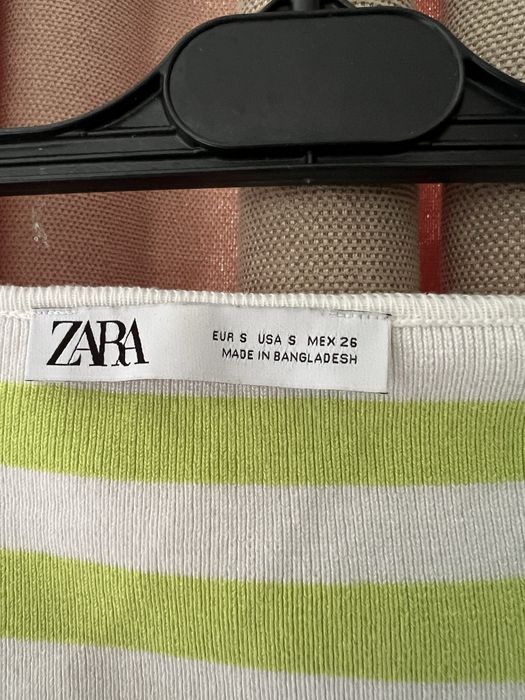 ZARA
EUR S USA S MEX 26
MADE IN BANGLADESH